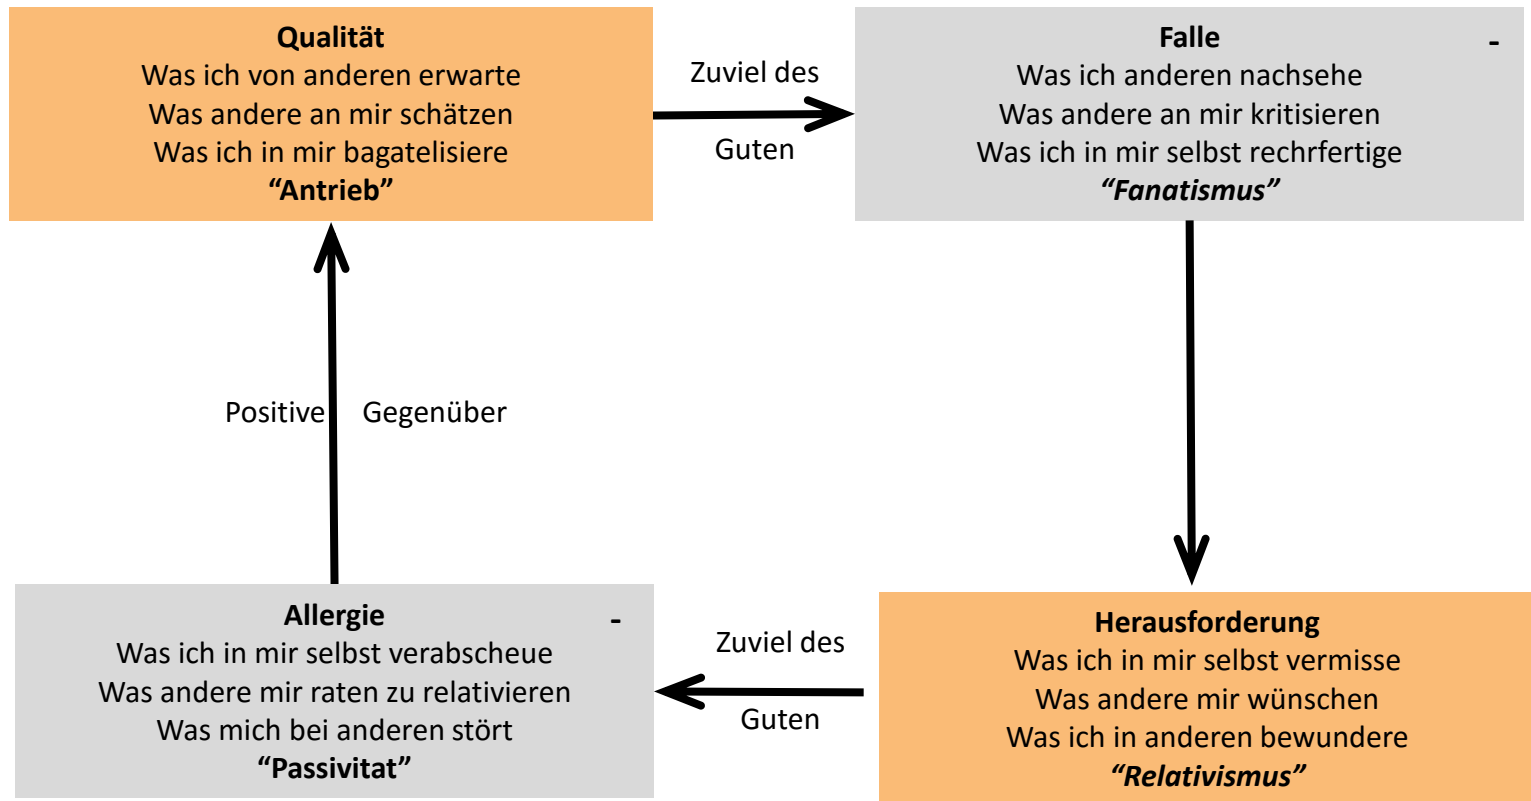 Qualität
Was ich von anderen erwarte
Was andere an mir schätzen
Was ich in mir bagatelisiere
“Antrieb”
Zuviel des
Guten
Falle -
Was ich anderen nachsehe
Was andere an mir kritisieren
Was ich in mir selbst rechrfertige
“Fanatismus”
Positive Gegenüber
Allergie -
Was ich in mir selbst verabscheue
Was andere mir raten zu relativieren
Was mich bei anderen stört
“Passivitat”
Zuviel des
Guten
Herausforderung
Was ich in mir selbst vermisse
Was andere mir wünschen
Was ich in anderen bewundere
“Relativismus”